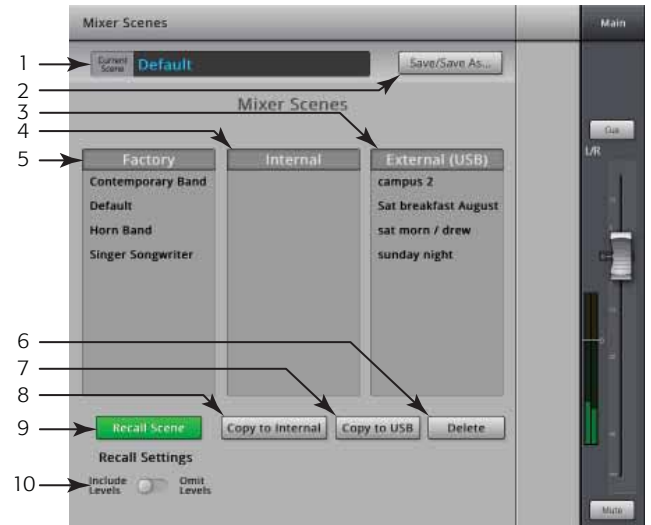 Mixer Scenes
Main
1
Current Scene
Default
Save/Save As...
2
Mixer Scenes
3
4
Cue
5
Factory
Internal
External (USB)
L/R
Contemporary Band
campus 2
Default
Sat breakfast August
Horn Band
sat morn / drew
Singer Songwriter
sunday night
6
7
8
9
Recall Scene
Copy to Internal
Copy to USB
Delete
Recall Settings
10
Include Levels
Omit Levels
Mute